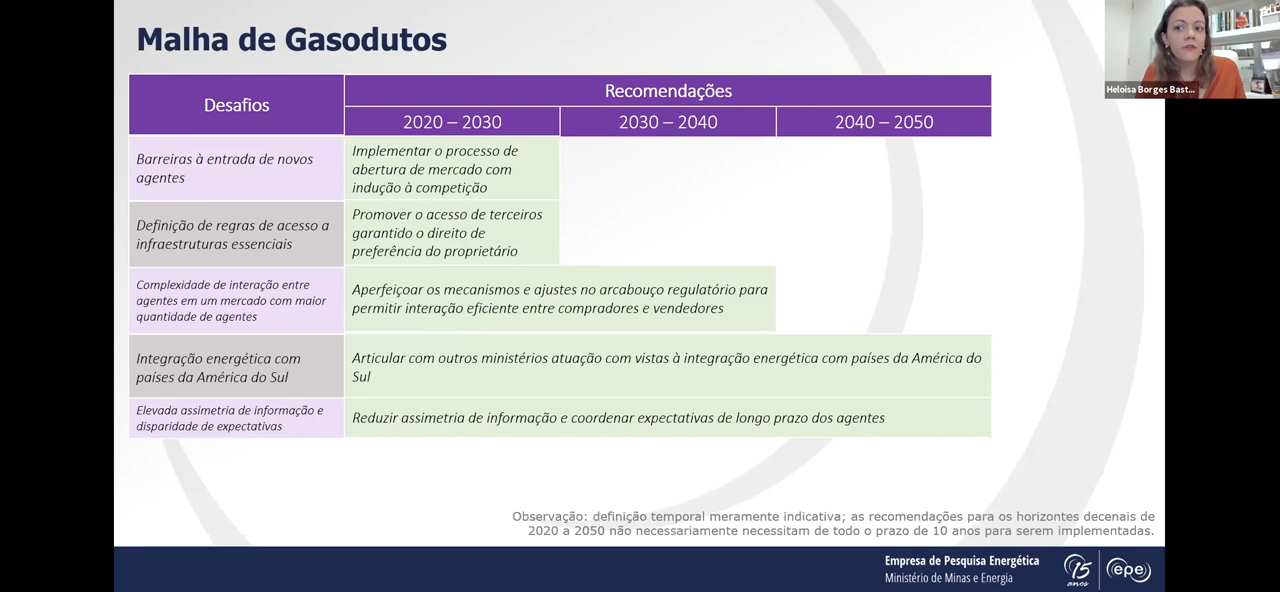 Malha de Gasodutos
Heloisa Borges Bast...
Desafios
Recomendações
2020 – 2030
2030 – 2040
2040 – 2050
Barreiras à entrada de novos
agentes
Implementar o processo de
abertura de mercado com
indução à competição
Definição de regras de acesso a
infraestruturas essenciais
Promover o acesso de terceiros
garantido o direito de
preferência do proprietário
Complexidade de interação entre
agentes em um mercado com maior
quantidade de agentes
Aperfeiçoar os mecanismos e ajustes no arcabouço regulatório para
permitir interação eficiente entre compradores e vendedores
Integração energética com
países da América do Sul
Articular com outros ministérios atuação com vistas à integração energética com países da América do
Sul
Elevada assimetria de informação e
disparidade de expectativas
Reduzir assimetria de informação e coordenar expectativas de longo prazo dos agentes
Observação: definição temporal meramente indicativa; as recomendações para os horizontes decenais de
2020 a 2050 não necessariamente necessitam de todo o prazo de 10 anos para serem implementadas.
Empresa de Pesquisa Energética
Ministério de Minas e Energia
15
anos
epe